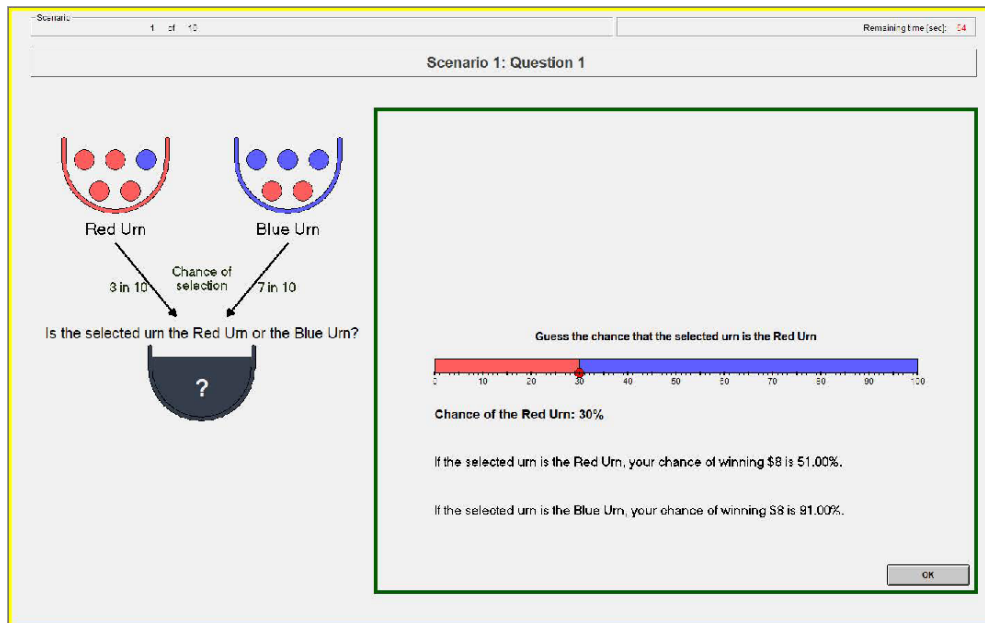 Scenario
1 of 10
Remaining time [sec]: 54
Scenario 1: Question 1
Red Urn
Blue Urn
Chance of
selection
3 in 10
7 in 10
Is the selected urn the Red Urn or the Blue Urn?
?
Guess the chance that the selected urn is the Red Urn
0 10 20 30 40 50 60 70 80 90 100
Chance of the Red Urn: 30%
If the selected urn is the Red Urn, your chance of winning $8 is 51.00%.
If the selected urn is the Blue Urn, your chance of winning $8 is 91.00%.
OK